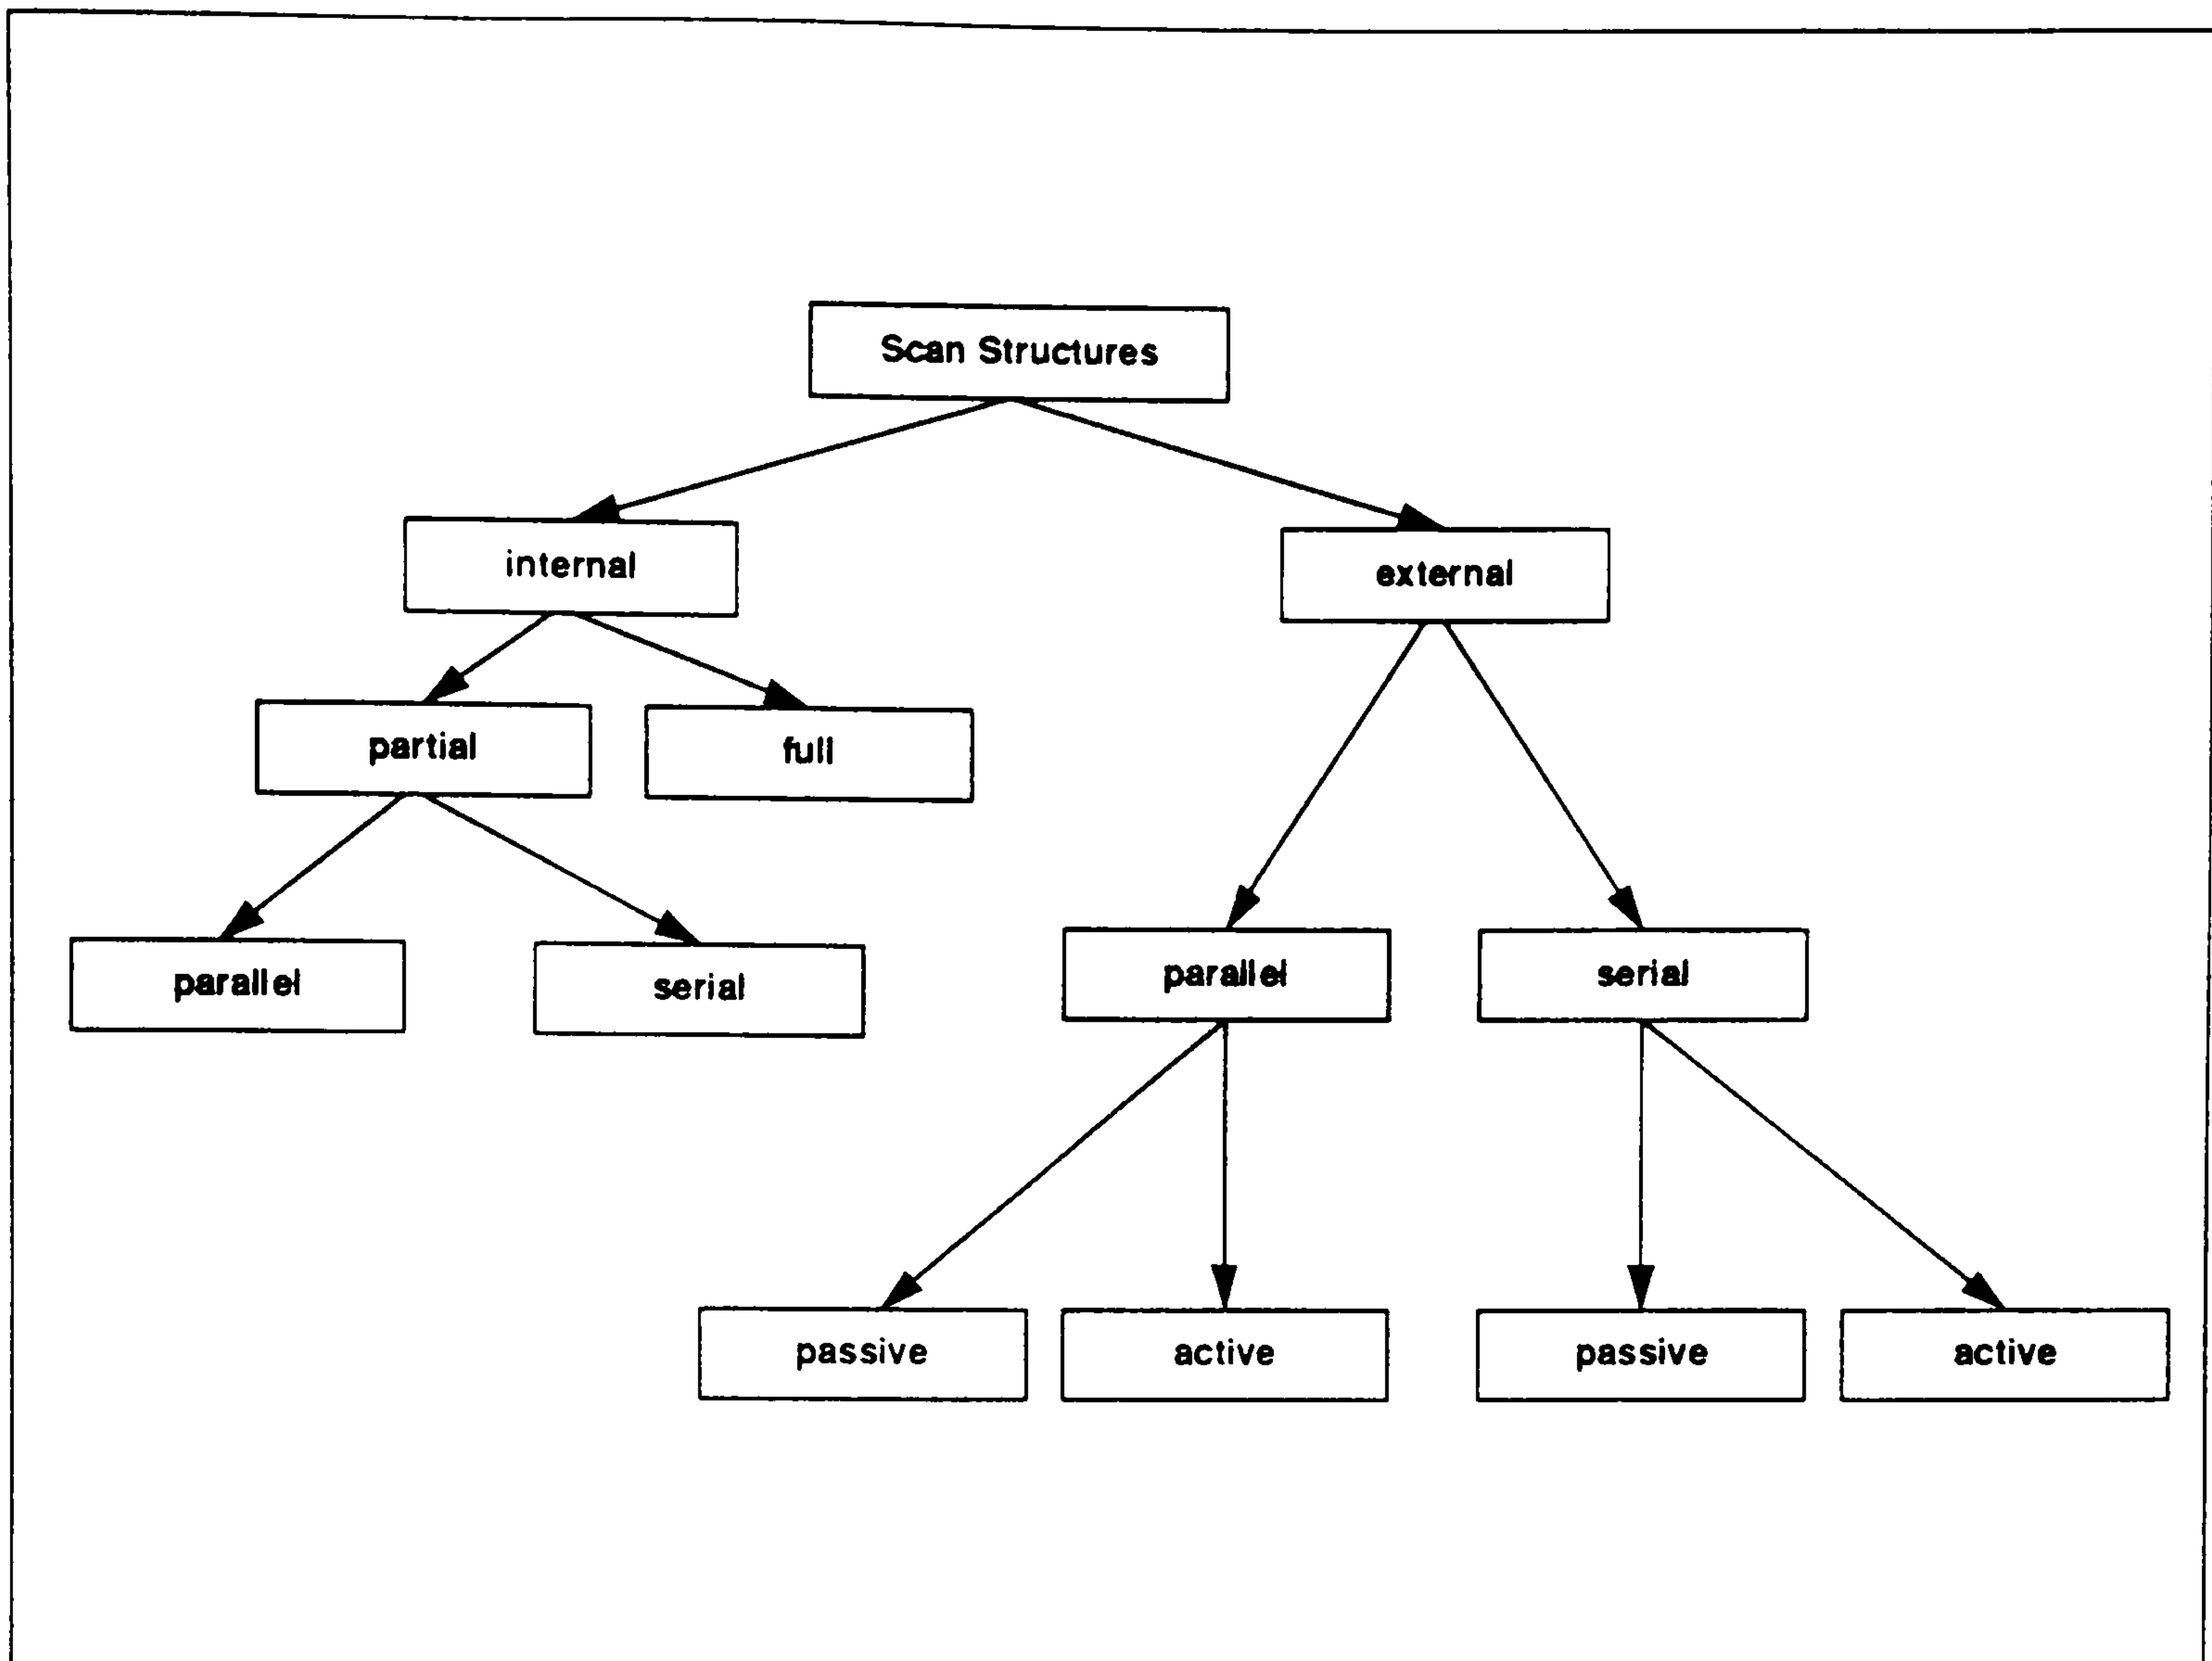 Scan Structures
internal
external
partial
full
parallel
serial
parallel
serial
passive
active
passive
active